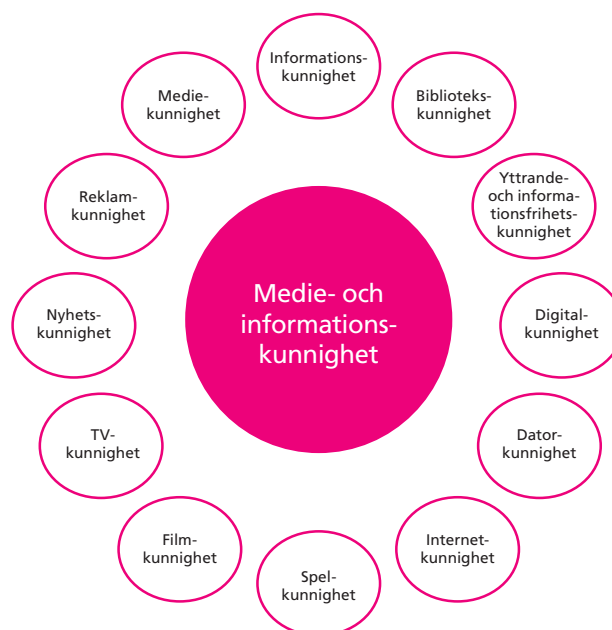 Informations-
kunnighet
Biblioteks-
kunnighet
Yttrande-
och informa-
tionsfrihets-
kunnighet
Digital-
kunnighet
Dator-
kunnighet
Internet-
kunnighet
Spel-
kunnighet
Film-
kunnighet
TV-
kunnighet
Nyhets-
kunnighet
Reklam-
kunnighet
Medie-
kunnighet
Medie- och
informations-
kunnighet